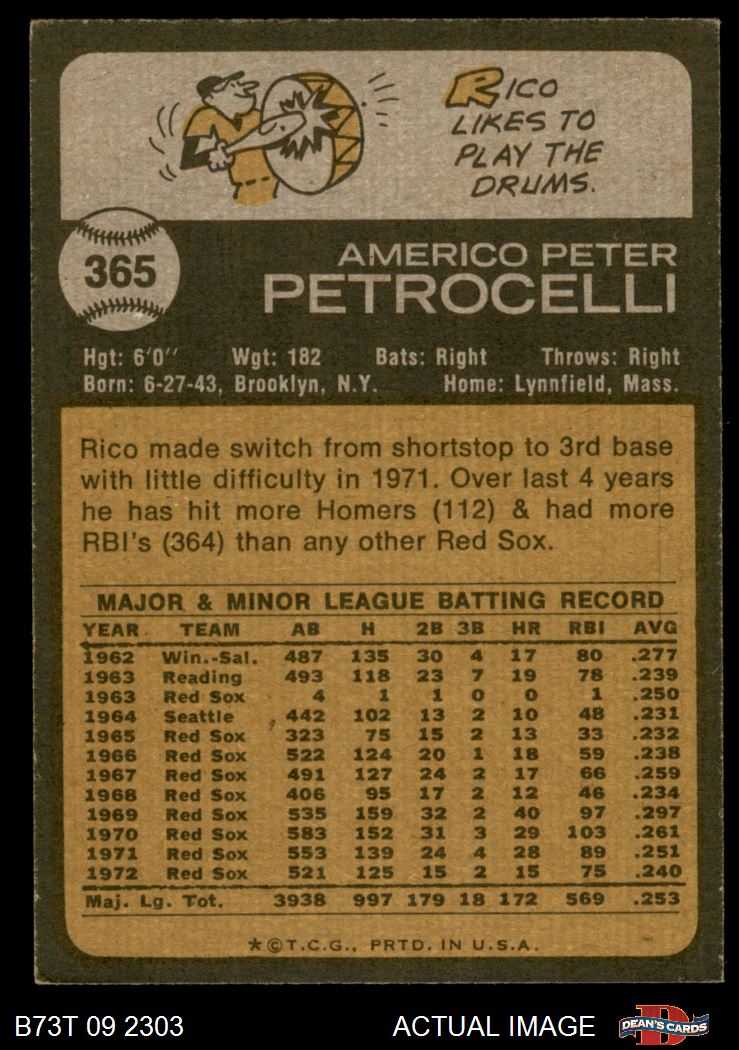 RICO
LIKES TO
PLAY THE
DRUMS.
365
AMERICO PETER
PETROCELLI
Hgt: 6'0" Wgt: 182 Bats: Right Throws: Right
Born: 6-27-43, Brooklyn, N.Y. Home: Lynnfield, Mass.
Rico made switch from shortstop to 3rd base
with little difficulty in 1971. Over last 4 years
he has hit more Homers (112) & had more
RBI's (364) than any other Red Sox.
MAJOR & MINOR LEAGUE BATTING RECORD
YEAR TEAM AB H 2B 3B HR RBI AVG
1962 Win.-Sal. 487 135 30 4 17 80 .277
1963 Reading 493 118 23 7 19 78 .239
1963 Red Sox 4 1 1 0 0 1 .250
1964 Seattle 442 102 13 2 10 48 .231
1965 Red Sox 323 75 15 2 13 33 .232
1966 Red Sox 522 124 20 1 18 59 .238
1967 Red Sox 491 127 24 2 17 66 .259
1968 Red Sox 406 95 17 2 12 46 .234
1969 Red Sox 535 159 32 2 40 97 .297
1970 Red Sox 583 152 31 3 29 103 .261
1971 Red Sox 553 139 24 4 28 89 .251
1972 Red Sox 521 125 15 2 15 75 .240
Maj. Lg. Tot. 3938 997 179 18 172 569 .253
*©T.C.G., PRTD. IN U.S.A.
B73T 09 2303 ACTUAL IMAGE D DEAN'S CARDS